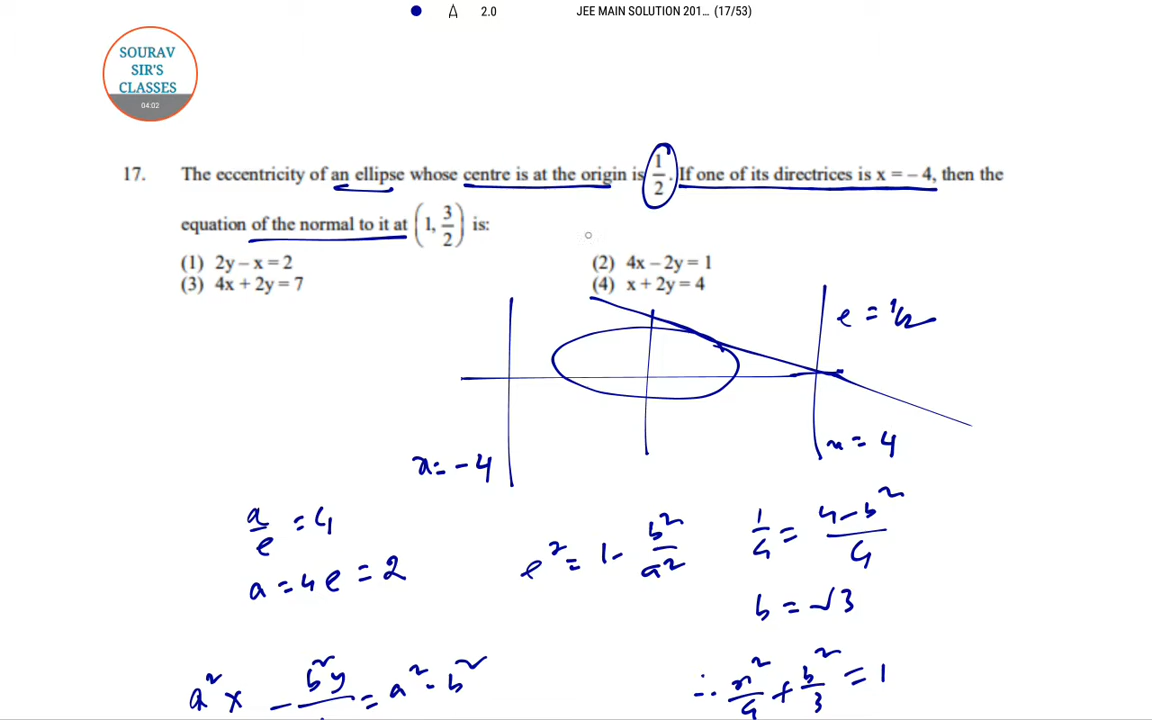 A 2.0 JEE MAIN SOLUTION 201... (17/53)
SOURAV
SIR'S
CLASSES
04:02
17. The eccentricity of an ellipse whose centre is at the origin is 1/2. If one of its directrices is x = – 4, then the
equation of the normal to it at (1, 3/2) is:
(1) 2y – x = 2 (2) 4x – 2y = 1
(3) 4x + 2y = 7 (4) x + 2y = 4
e = 1/2
x = 4
x = -4
a/e = 4
a = 4e = 2
e² = 1 - b²/a²
1/4 = (4 - b²)/4
b = √3
a²x - b²y = a² - b²
∴ x²/4 + b²/3 = 1